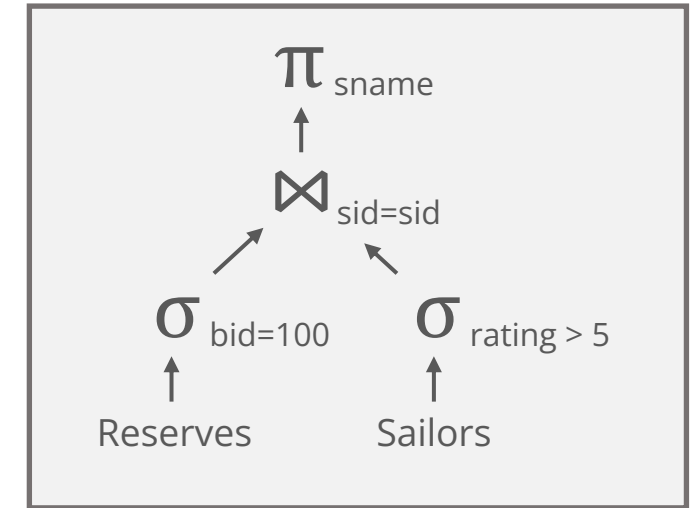 π sname
⋈ sid=sid
σ bid=100 σ rating > 5
Reserves Sailors